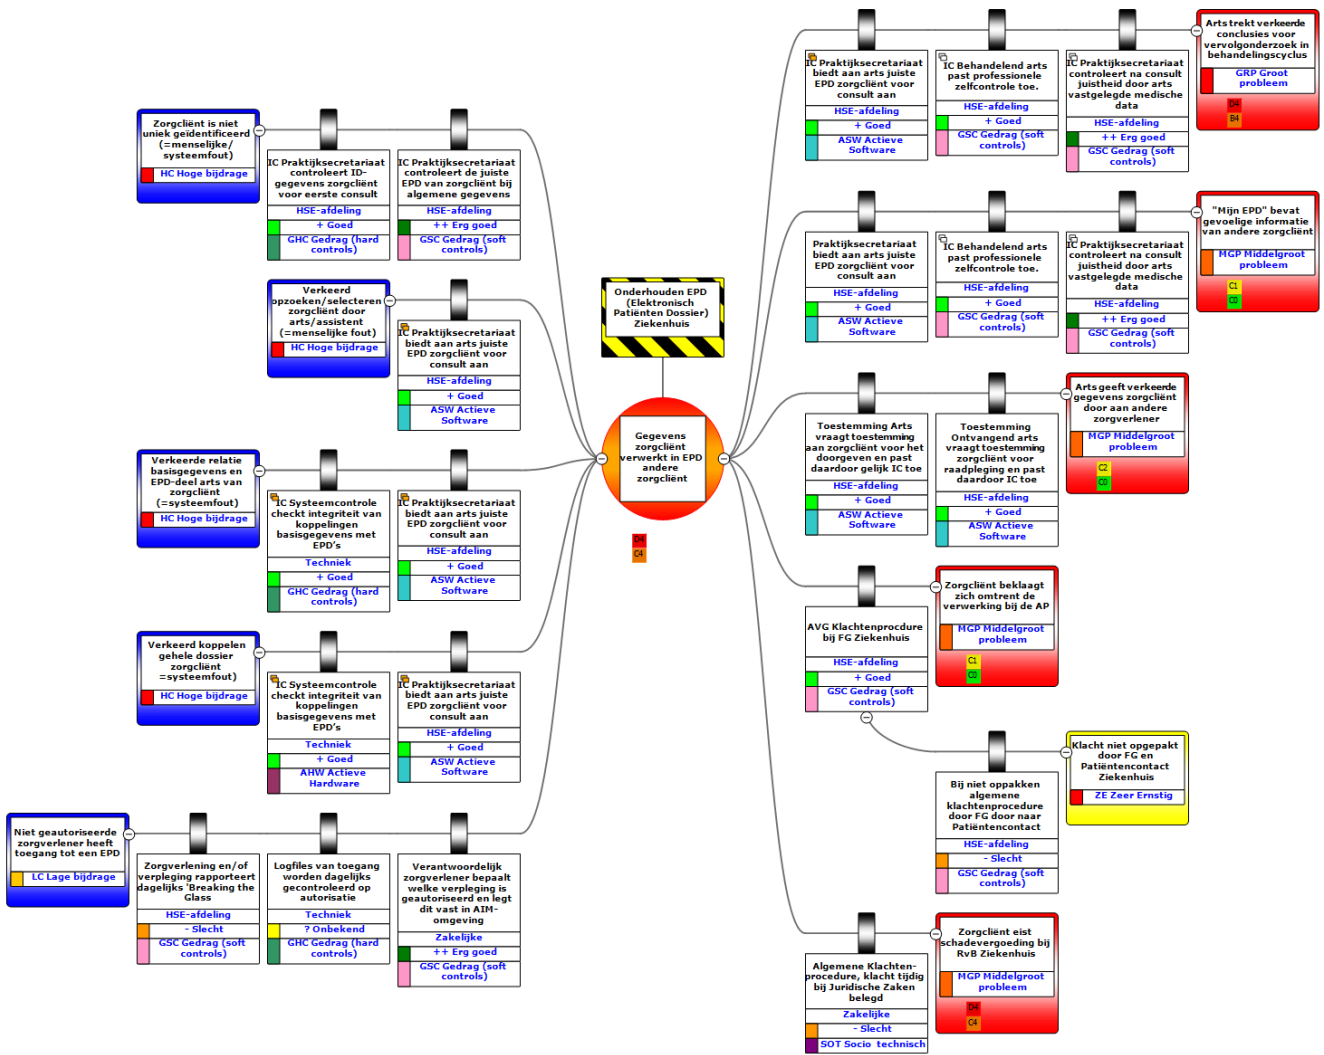 Zorgcliënt is niet
uniek geïdentificeerd
(=menselijke/
systeemfout)
HC Hoge bijdrage
IC Praktijksecretariaat
controleert ID-
gegevens zorgcliënt
voor eerste consult
HSE-afdeling
+ Goed
GHC Gedrag (hard
controls)
IC Praktijksecretariaat
controleert de juiste
EPD van zorgcliënt bij
algemene gegevens
HSE-afdeling
++ Erg goed
GSC Gedrag (soft
controls)
Verkeerd
opzoeken/selecteren
zorgcliënt door
arts/assistent
(=menselijke fout)
HC Hoge bijdrage
IC Praktijksecretariaat
biedt aan arts juiste
EPD zorgcliënt voor
consult aan
HSE-afdeling
+ Goed
ASW Actieve
Software
Verkeerde relatie
basisgegevens en
EPD-deel arts van
zorgcliënt
(=systeemfout)
HC Hoge bijdrage
IC Systeemcontrole
checkt integriteit van
koppelingen
basisgegevens met
EPD's
Techniek
+ Goed
GHC Gedrag (hard
controls)
IC Praktijksecretariaat
biedt aan arts juiste
EPD zorgcliënt voor
consult aan
HSE-afdeling
+ Goed
ASW Actieve
Software
Verkeerd koppelen
gehele dossier
zorgcliënt
=systeemfout)
HC Hoge bijdrage
IC Systeemcontrole
checkt integriteit van
koppelingen
basisgegevens met
EPD's
Techniek
+ Goed
AHW Actieve
Hardware
IC Praktijksecretariaat
biedt aan arts juiste
EPD zorgcliënt voor
consult aan
HSE-afdeling
+ Goed
ASW Actieve
Software
Niet geautoriseerde
zorgverlener heeft
toegang tot een EPD
LC Lage bijdrage
Zorgverlening en/of
verpleging rapporteert
dagelijks 'Breaking the
Glass
HSE-afdeling
- Slecht
GSC Gedrag (soft
controls)
Logfiles van toegang
worden dagelijks
gecontroleerd op
autorisatie
Techniek
? Onbekend
GHC Gedrag (hard
controls)
Verantwoordelijk
zorgverlener bepaalt
welke verpleging is
geautoriseerd en legt
dit vast in AIM-
omgeving
Zakelijke
++ Erg goed
GSC Gedrag (soft
controls)
Onderhouden EPD
(Elektronisch
Patiënten Dossier)
Ziekenhuis
Gegevens
zorgcliënt
verwerkt in EPD
andere
zorgcliënt
D4
C4
IC Praktijksecretariaat
biedt aan arts juiste
EPD zorgcliënt voor
consult aan
HSE-afdeling
+ Goed
ASW Actieve
Software
IC Behandelend arts
past professionele
zelfcontrole toe.
HSE-afdeling
+ Goed
GSC Gedrag (soft
controls)
IC Praktijksecretariaat
controleert na consult
juistheid door arts
vastgelegde medische
data
HSE-afdeling
++ Erg goed
GSC Gedrag (soft
controls)
Arts trekt verkeerde
conclusies voor
vervolgonderzoek in
behandelingscyclus
GRP Groot
probleem
D4
B4
Praktijksecretariaat
biedt aan arts juiste
EPD zorgcliënt voor
consult aan
HSE-afdeling
+ Goed
ASW Actieve
Software
IC Behandelend arts
past professionele
zelfcontrole toe.
HSE-afdeling
+ Goed
GSC Gedrag (soft
controls)
IC Praktijksecretariaat
controleert na consult
juistheid door arts
vastgelegde medische
data
HSE-afdeling
++ Erg goed
GSC Gedrag (soft
controls)
"Mijn EPD" bevat
gevoelige informatie
van andere zorgcliënt
MGP Middelgroot
probleem
C1
C0
Toestemming Arts
vraagt toestemming
aan zorgcliënt voor het
doorgeven en past
daardoor gelijk IC toe
HSE-afdeling
+ Goed
ASW Actieve
Software
Toestemming
Ontvangend arts
vraagt toestemming
zorgcliënt voor
raadpleging en past
daardoor IC toe
HSE-afdeling
+ Goed
ASW Actieve
Software
Arts geeft verkeerde
gegevens zorgcliënt
door aan andere
zorgverlener
MGP Middelgroot
probleem
C2
C0
AVG Klachtenprocdure
bij FG Ziekenhuis
HSE-afdeling
+ Goed
GSC Gedrag (soft
controls)
Zorgcliënt beklaagt
zich omtrent de
verwerking bij de AP
MGP Middelgroot
probleem
C1
C0
Bij niet oppakken
algemene
klachtenprocedure
door FG door naar
Patiëntencontact
HSE-afdeling
- Slecht
GSC Gedrag (soft
controls)
Klacht niet opgepakt
door FG en
Patiëntencontact
Ziekenhuis
ZE Zeer Ernstig
Algemene Klachten-
procedure, klacht tijdig
bij Juridische Zaken
belegd
Zakelijke
- Slecht
SOT Socio technisch
Zorgcliënt eist
schadevergoeding bij
RvB Ziekenhuis
MGP Middelgroot
probleem
D4
C4